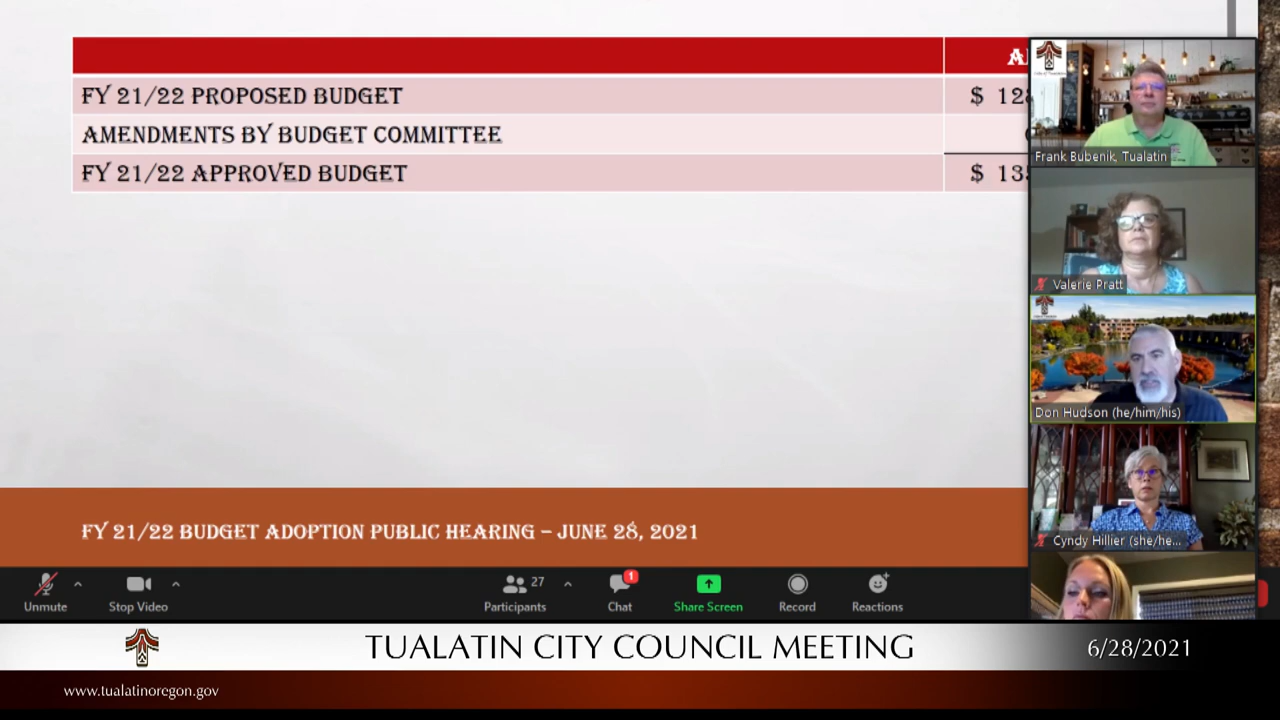 FY 21/22 PROPOSED BUDGET $
AMENDMENTS BY BUDGET COMMITTEE
FY 21/22 APPROVED BUDGET $
FY 21/22 BUDGET ADOPTION PUBLIC HEARING – JUNE 28, 2021
Frank Bubenik, Tualatin
Valerie Pratt
Don Hudson (he/him/his)
Cyndy Hillier (she/he...
Unmute
Stop Video
27
Participants
1
Chat
Share Screen
Record
Reactions
TUALATIN CITY COUNCIL MEETING
6/28/2021
www.tualatinoregon.gov